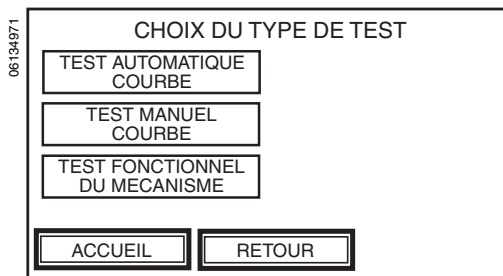 06134971
CHOIX DU TYPE DE TEST
TEST AUTOMATIQUE
COURBE
TEST MANUEL
COURBE
TEST FONCTIONNEL
DU MECANISME
ACCUEIL
RETOUR